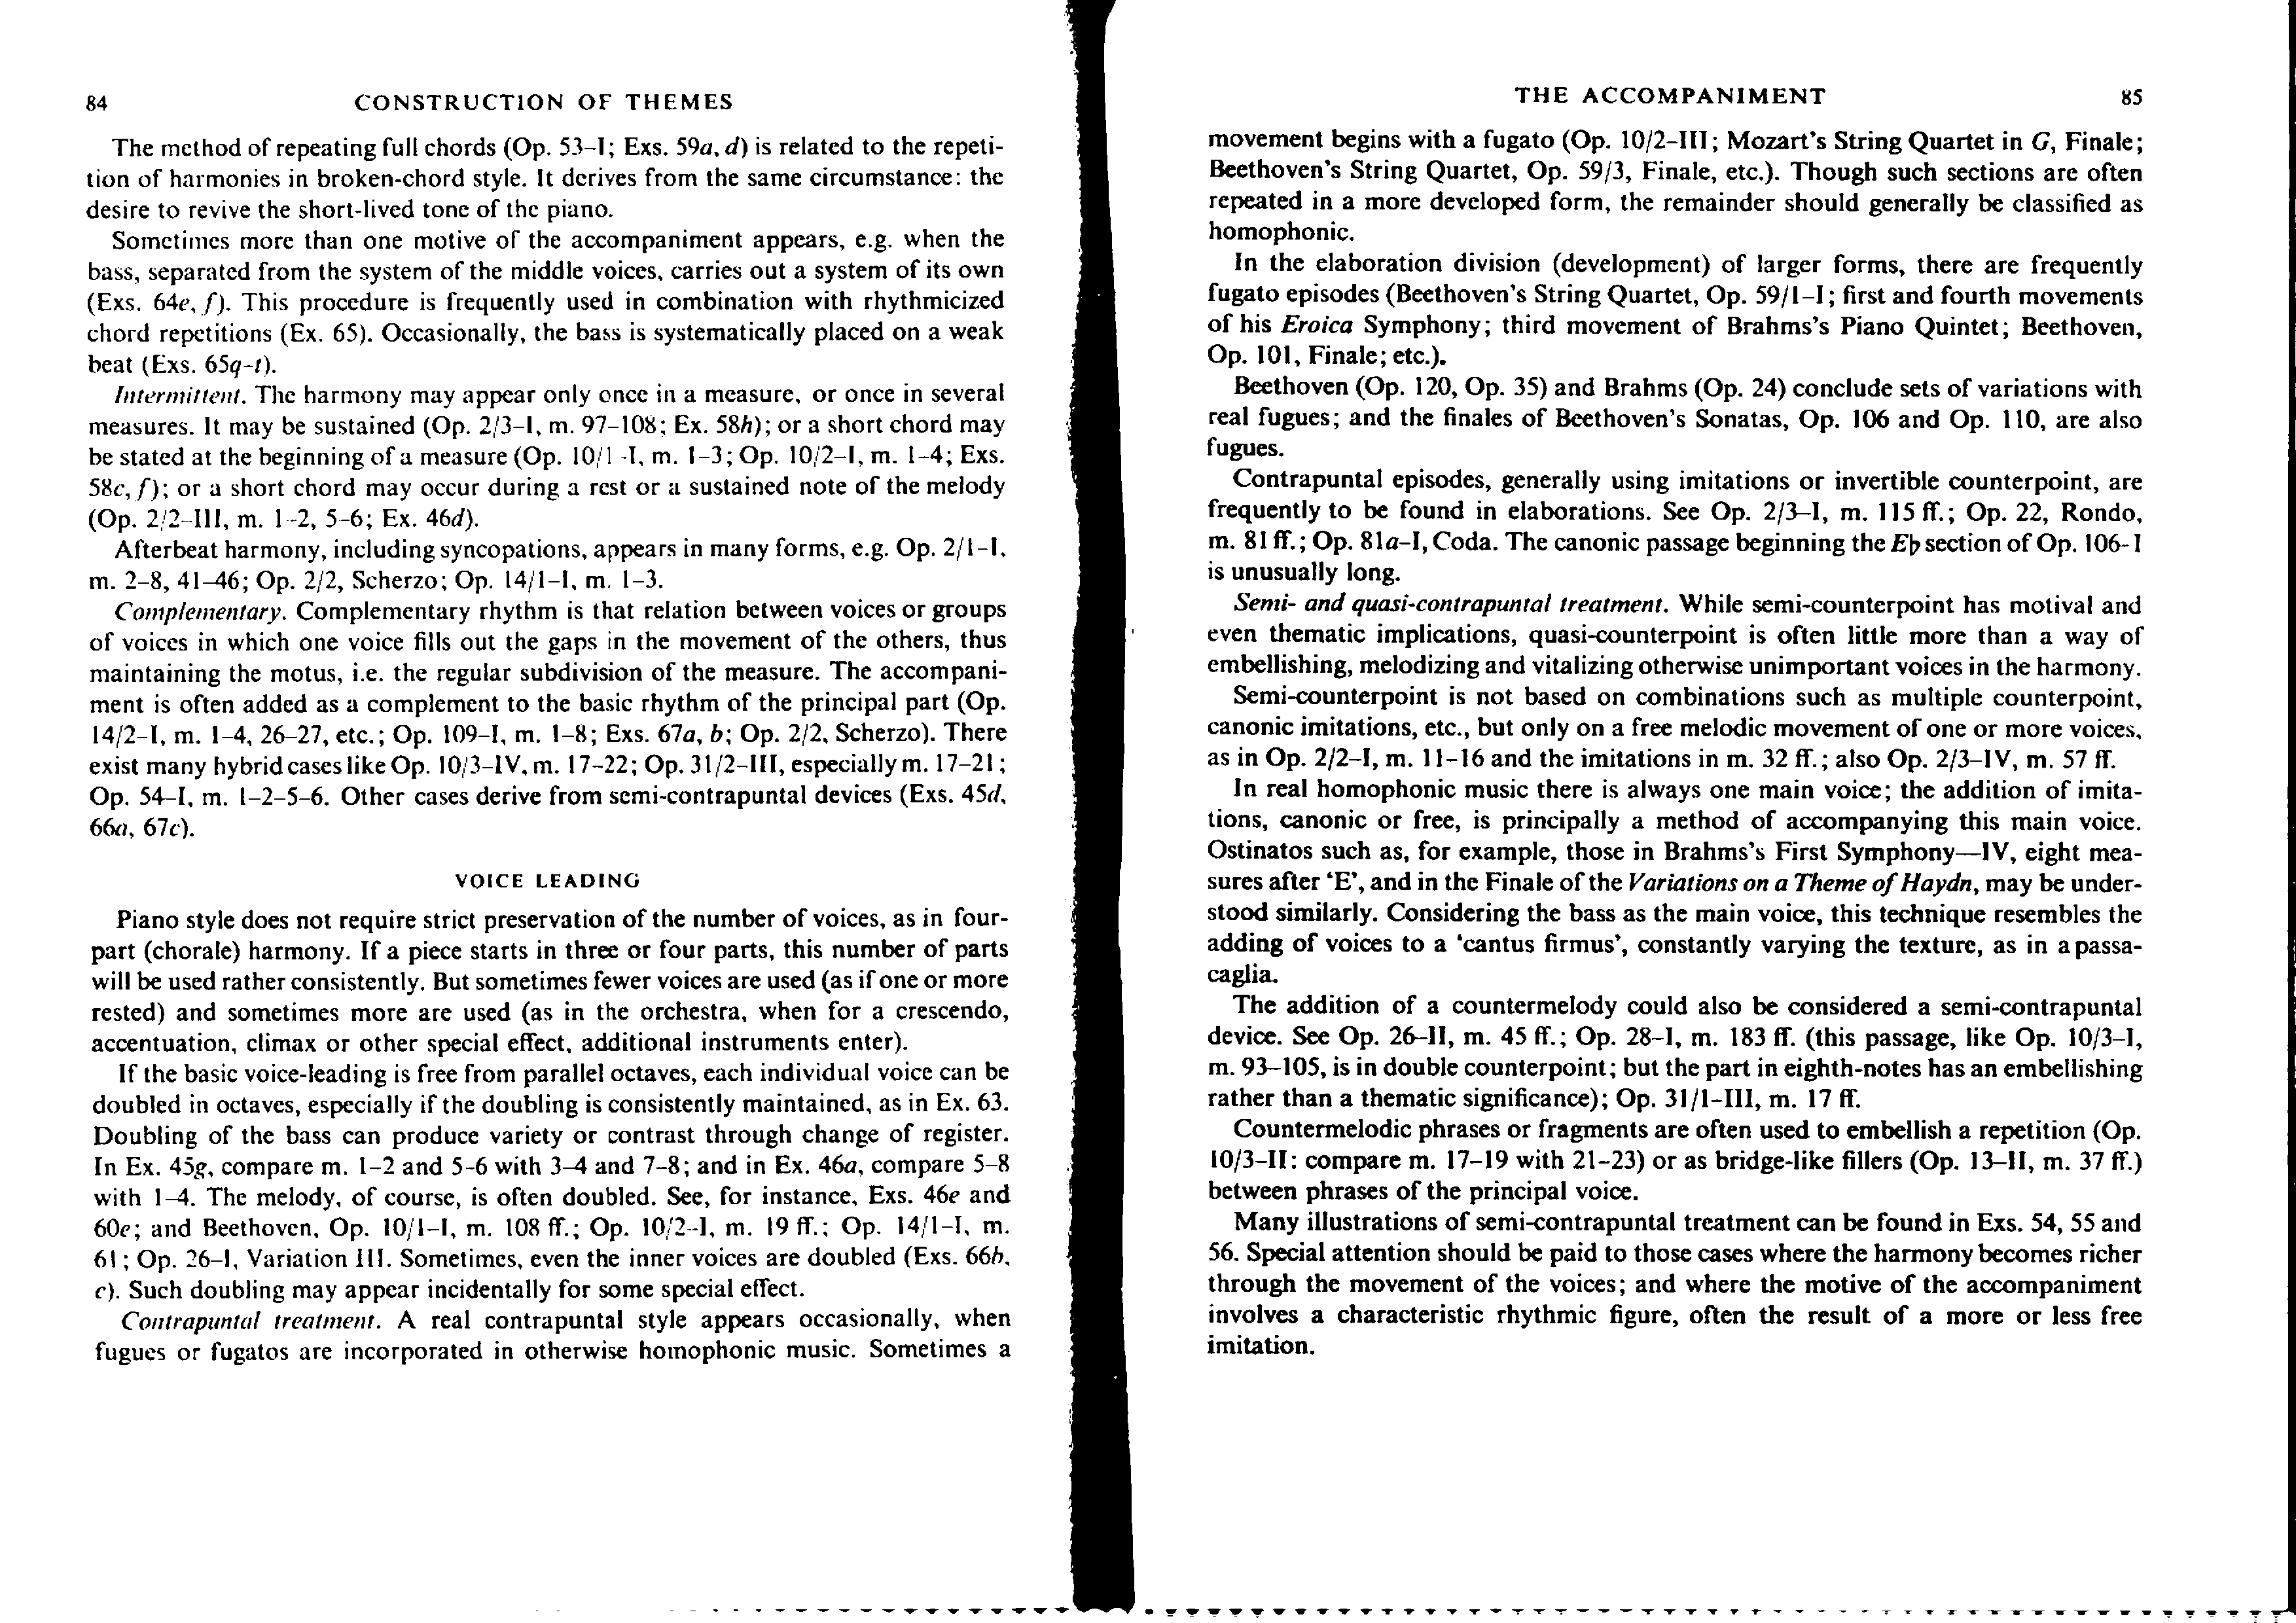 84 CONSTRUCTION OF THEMES
The method of repeating full chords (Op. 53–I; Exs. 59a, d) is related to the repeti-
tion of harmonies in broken-chord style. It derives from the same circumstance: the
desire to revive the short-lived tone of the piano.
Sometimes more than one motive of the accompaniment appears, e.g. when the
bass, separated from the system of the middle voices, carries out a system of its own
(Exs. 64e, f). This procedure is frequently used in combination with rhythmicized
chord repetitions (Ex. 65). Occasionally, the bass is systematically placed on a weak
beat (Exs. 65q–t).
Intermittent. The harmony may appear only once in a measure, or once in several
measures. It may be sustained (Op. 2/3–I, m. 97–108; Ex. 58h); or a short chord may
be stated at the beginning of a measure (Op. 10/1–I, m. 1–3; Op. 10/2–I, m. 1–4; Exs.
58c, f); or a short chord may occur during a rest or a sustained note of the melody
(Op. 2/2–III, m. 1–2, 5–6; Ex. 46d).
Afterbeat harmony, including syncopations, appears in many forms, e.g. Op. 2/1–I,
m. 2–8, 41–46; Op. 2/2, Scherzo; Op. 14/1–I, m. 1–3.
Complementary. Complementary rhythm is that relation between voices or groups
of voices in which one voice fills out the gaps in the movement of the others, thus
maintaining the motus, i.e. the regular subdivision of the measure. The accompani-
ment is often added as a complement to the basic rhythm of the principal part (Op.
14/2–I, m. 1–4, 26–27, etc.; Op. 109–I, m. 1–8; Exs. 67a, b; Op. 2/2, Scherzo). There
exist many hybrid cases like Op. 10/3–IV, m. 17–22; Op. 31/2–III, especially m. 17–21;
Op. 54–I, m. 1–2–5–6. Other cases derive from semi-contrapuntal devices (Exs. 45d,
66a, 67c).
VOICE LEADING
Piano style does not require strict preservation of the number of voices, as in four-
part (chorale) harmony. If a piece starts in three or four parts, this number of parts
will be used rather consistently. But sometimes fewer voices are used (as if one or more
rested) and sometimes more are used (as in the orchestra, when for a crescendo,
accentuation, climax or other special effect, additional instruments enter).
If the basic voice-leading is free from parallel octaves, each individual voice can be
doubled in octaves, especially if the doubling is consistently maintained, as in Ex. 63.
Doubling of the bass can produce variety or contrast through change of register.
In Ex. 45g, compare m. 1–2 and 5–6 with 3–4 and 7–8; and in Ex. 46a, compare 5–8
with 1–4. The melody, of course, is often doubled. See, for instance, Exs. 46e and
60e; and Beethoven, Op. 10/1–I, m. 108 ff.; Op. 10/2–I, m. 19 ff.; Op. 14/1–I, m.
61; Op. 26–I, Variation III. Sometimes, even the inner voices are doubled (Exs. 66b,
c). Such doubling may appear incidentally for some special effect.
Contrapuntal treatment. A real contrapuntal style appears occasionally, when
fugues or fugatos are incorporated in otherwise homophonic music. Sometimes a
THE ACCOMPANIMENT 85
movement begins with a fugato (Op. 10/2–III; Mozart's String Quartet in G, Finale;
Beethoven's String Quartet, Op. 59/3, Finale, etc.). Though such sections are often
repeated in a more developed form, the remainder should generally be classified as
homophonic.
In the elaboration division (development) of larger forms, there are frequently
fugato episodes (Beethoven's String Quartet, Op. 59/1–I; first and fourth movements
of his Eroica Symphony; third movement of Brahms's Piano Quintet; Beethoven,
Op. 101, Finale; etc.).
Beethoven (Op. 120, Op. 35) and Brahms (Op. 24) conclude sets of variations with
real fugues; and the finales of Beethoven's Sonatas, Op. 106 and Op. 110, are also
fugues.
Contrapuntal episodes, generally using imitations or invertible counterpoint, are
frequently to be found in elaborations. See Op. 2/3–I, m. 115 ff.; Op. 22, Rondo,
m. 81 ff.; Op. 81a–I, Coda. The canonic passage beginning the E♭ section of Op. 106–I
is unusually long.
Semi- and quasi-contrapuntal treatment. While semi-counterpoint has motival and
even thematic implications, quasi-counterpoint is often little more than a way of
embellishing, melodizing and vitalizing otherwise unimportant voices in the harmony.
Semi-counterpoint is not based on combinations such as multiple counterpoint,
canonic imitations, etc., but only on a free melodic movement of one or more voices,
as in Op. 2/2–I, m. 11–16 and the imitations in m. 32 ff.; also Op. 2/3–IV, m. 57 ff.
In real homophonic music there is always one main voice; the addition of imita-
tions, canonic or free, is principally a method of accompanying this main voice.
Ostinatos such as, for example, those in Brahms's First Symphony—IV, eight mea-
sures after 'E', and in the Finale of the Variations on a Theme of Haydn, may be under-
stood similarly. Considering the bass as the main voice, this technique resembles the
adding of voices to a 'cantus firmus', constantly varying the texture, as in a passa-
caglia.
The addition of a countermelody could also be considered a semi-contrapuntal
device. See Op. 26–II, m. 45 ff.; Op. 28–I, m. 183 ff. (this passage, like Op. 10/3–I,
m. 93–105, is in double counterpoint; but the part in eighth-notes has an embellishing
rather than a thematic significance); Op. 31/1–III, m. 17 ff.
Countermelodic phrases or fragments are often used to embellish a repetition (Op.
10/3–II: compare m. 17–19 with 21–23) or as bridge-like fillers (Op. 13–II, m. 37 ff.)
between phrases of the principal voice.
Many illustrations of semi-contrapuntal treatment can be found in Exs. 54, 55 and
56. Special attention should be paid to those cases where the harmony becomes richer
through the movement of the voices; and where the motive of the accompaniment
involves a characteristic rhythmic figure, often the result of a more or less free
imitation.